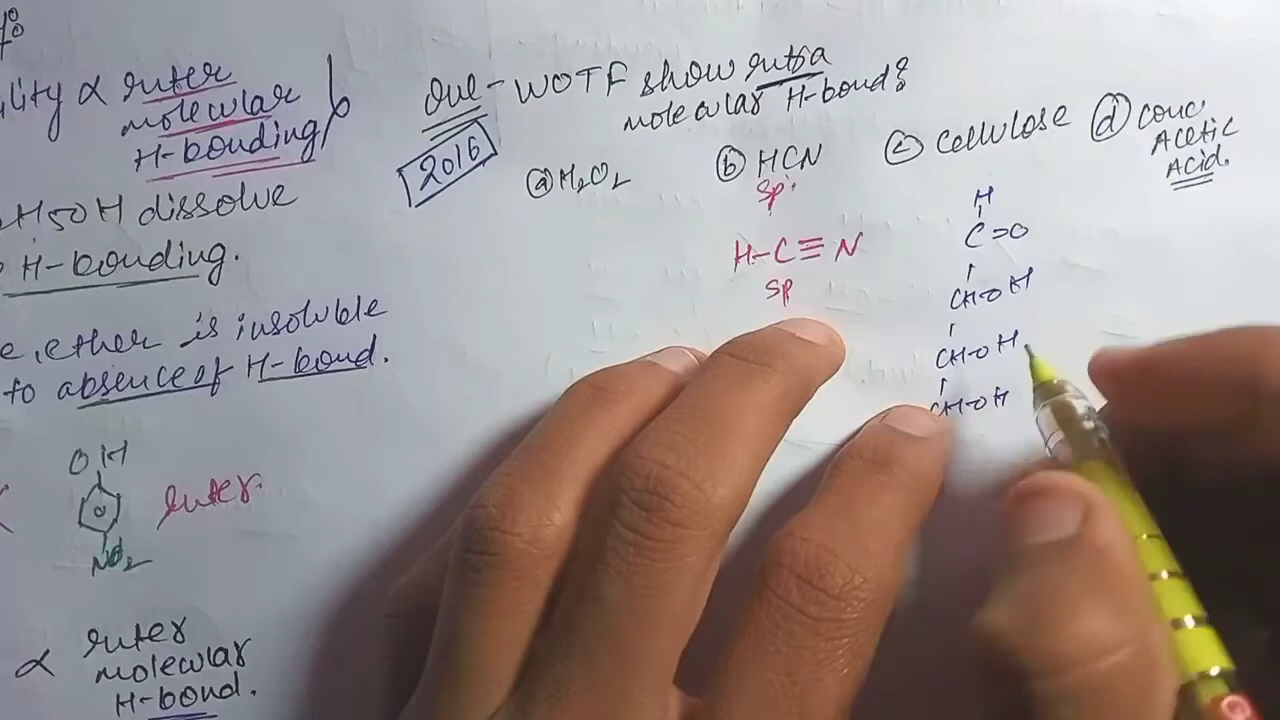 ility α inter
molecular
H-bonding
H5OH dissolve
H-bonding.
e, ether is insoluble
to absence of H-bond.
OH
NO2
inter.
α inter
molecular
H-bond.
Que- WOTF show intra
molecular H-bond?
2016
(a) H2O2
(b) HCN
(c) Cellulose
(d) conc
Acetic
Acid.
sp
H-C≡N
sp
H
C=O
CH-OH
CH-OH
CH-OH